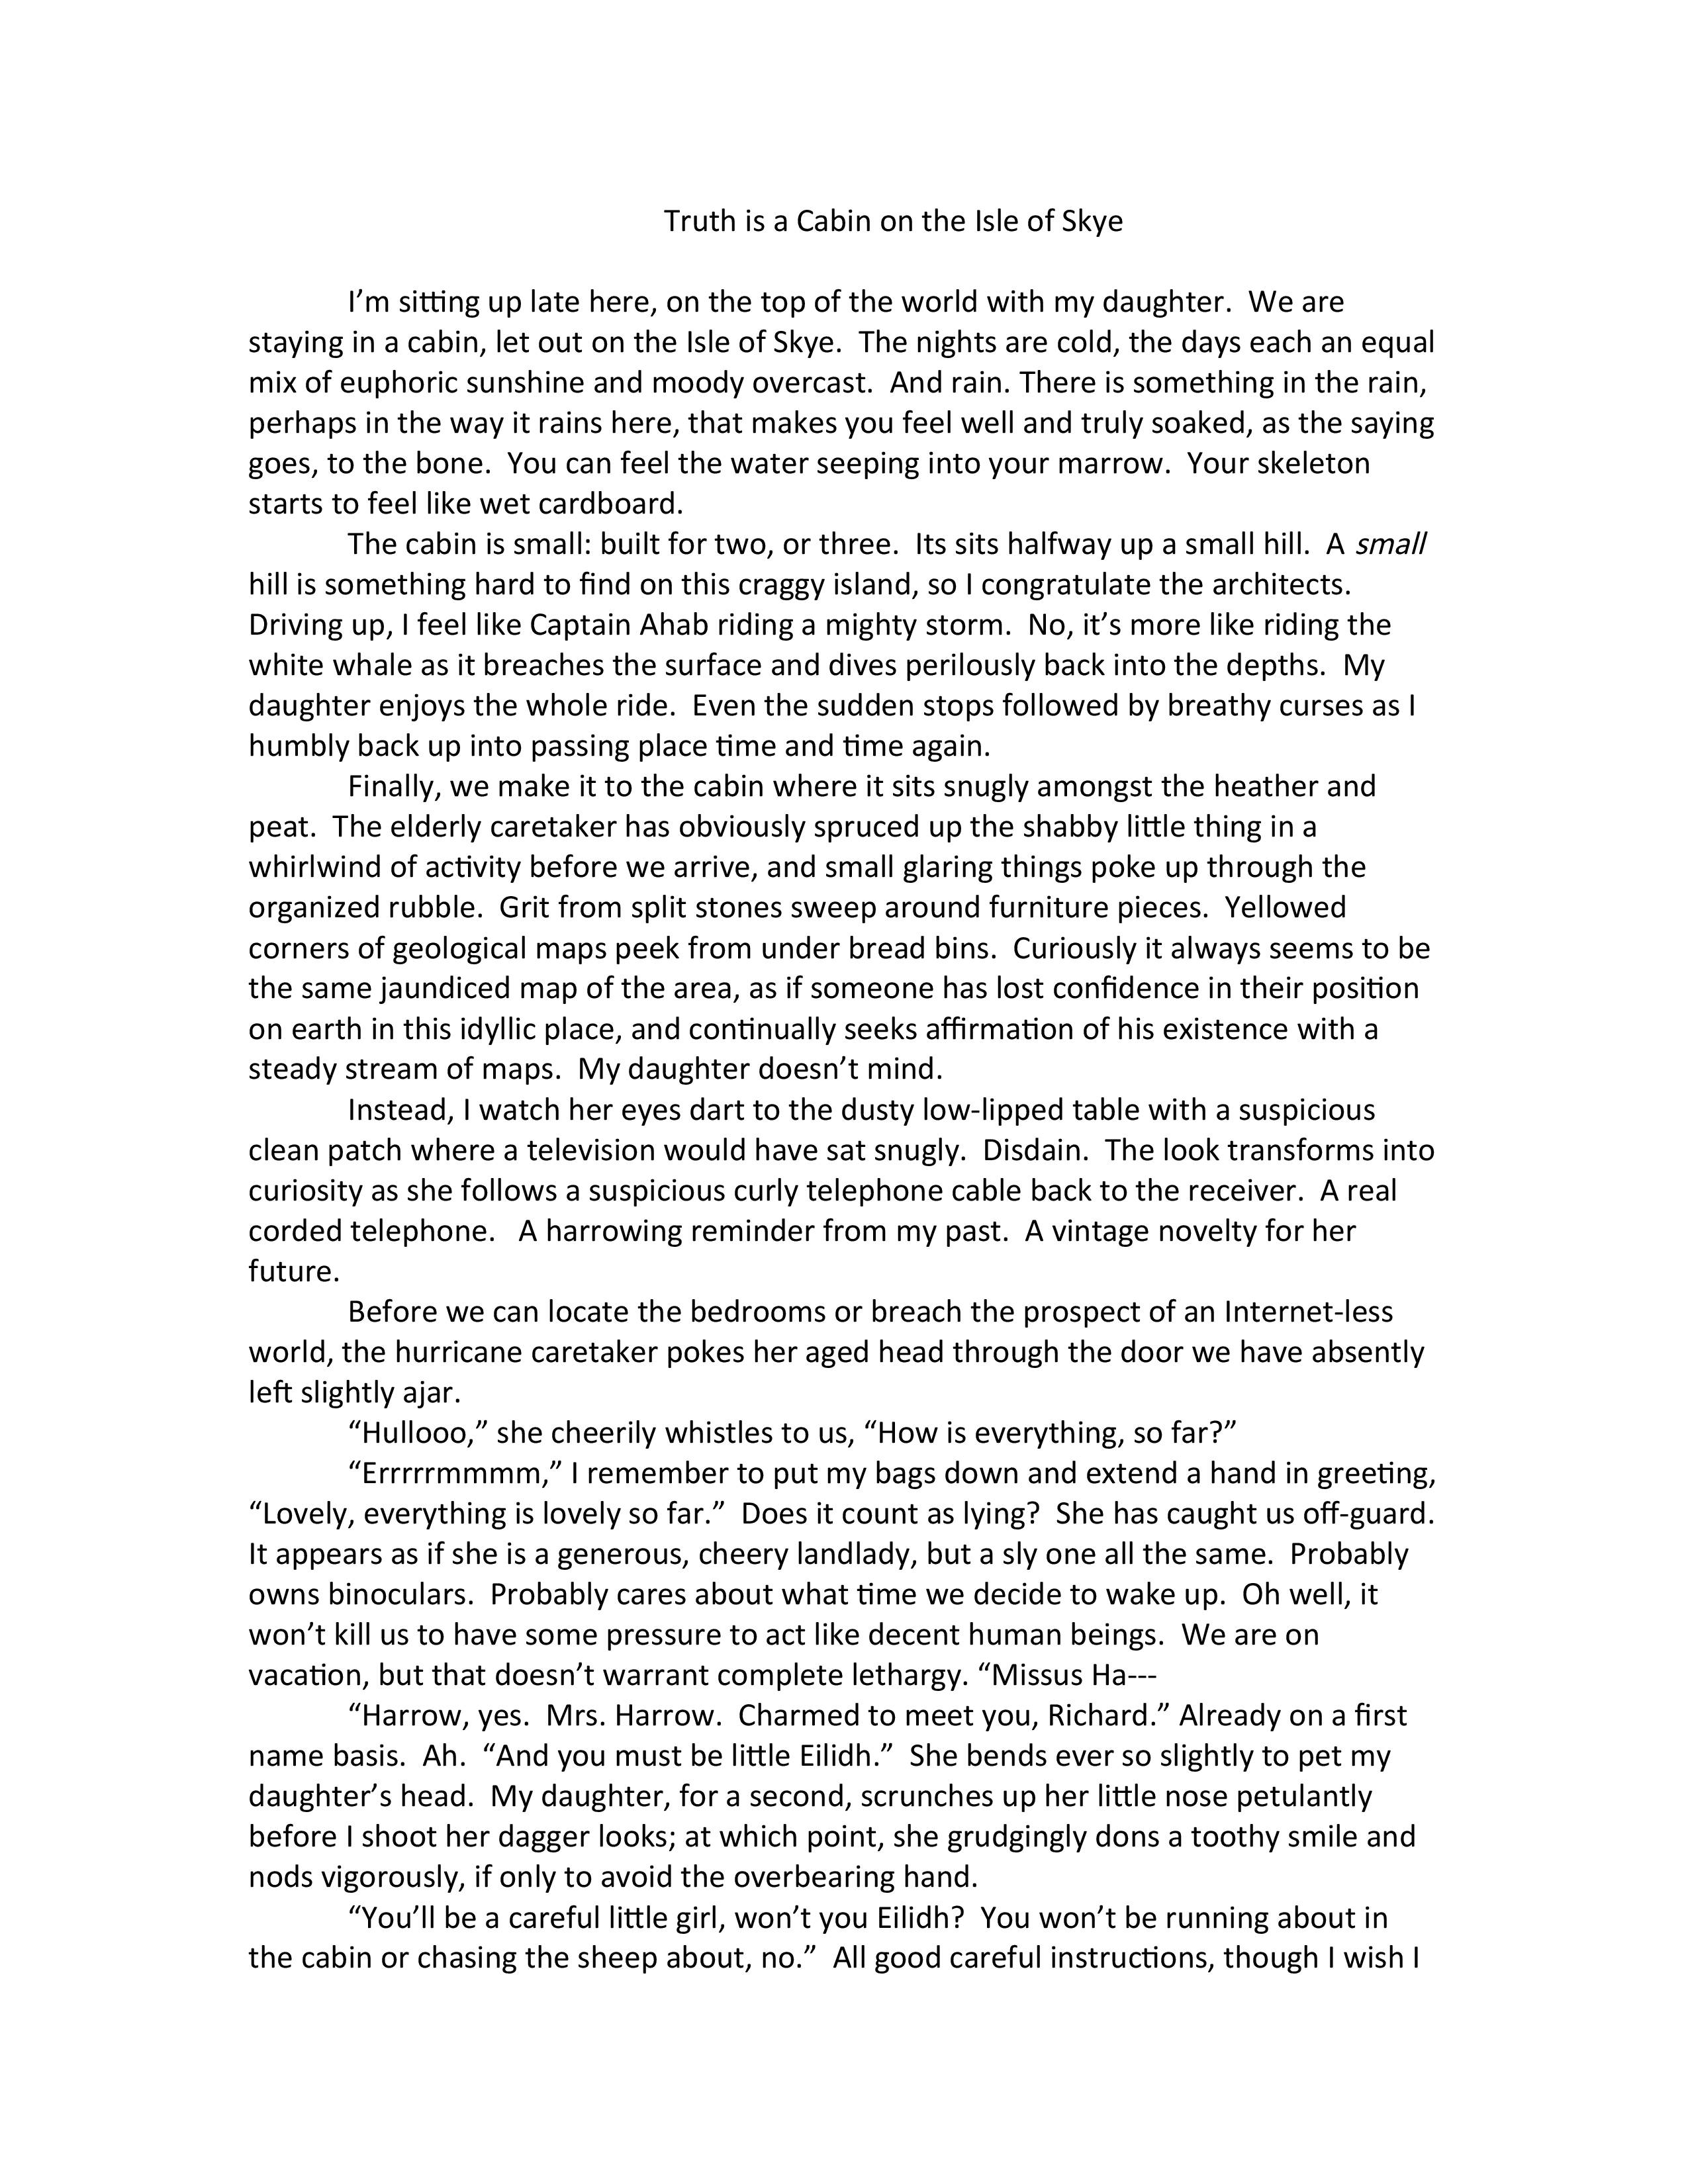 Truth is a Cabin on the Isle of Skye
I’m sitting up late here, on the top of the world with my daughter.  We are
staying in a cabin, let out on the Isle of Skye.  The nights are cold, the days each an equal
mix of euphoric sunshine and moody overcast.  And rain. There is something in the rain,
perhaps in the way it rains here, that makes you feel well and truly soaked, as the saying
goes, to the bone.  You can feel the water seeping into your marrow.  Your skeleton
starts to feel like wet cardboard.
The cabin is small: built for two, or three.  Its sits halfway up a small hill.  A small
hill is something hard to find on this craggy island, so I congratulate the architects.
Driving up, I feel like Captain Ahab riding a mighty storm.  No, it’s more like riding the
white whale as it breaches the surface and dives perilously back into the depths.  My
daughter enjoys the whole ride.  Even the sudden stops followed by breathy curses as I
humbly back up into passing place time and time again.
Finally, we make it to the cabin where it sits snugly amongst the heather and
peat.  The elderly caretaker has obviously spruced up the shabby little thing in a
whirlwind of activity before we arrive, and small glaring things poke up through the
organized rubble.  Grit from split stones sweep around furniture pieces.  Yellowed
corners of geological maps peek from under bread bins.  Curiously it always seems to be
the same jaundiced map of the area, as if someone has lost confidence in their position
on earth in this idyllic place, and continually seeks affirmation of his existence with a
steady stream of maps.  My daughter doesn’t mind.
Instead, I watch her eyes dart to the dusty low-lipped table with a suspicious
clean patch where a television would have sat snugly.  Disdain.  The look transforms into
curiosity as she follows a suspicious curly telephone cable back to the receiver.  A real
corded telephone.   A harrowing reminder from my past.  A vintage novelty for her
future.
Before we can locate the bedrooms or breach the prospect of an Internet-less
world, the hurricane caretaker pokes her aged head through the door we have absently
left slightly ajar.
“Hullooo,” she cheerily whistles to us, “How is everything, so far?”
“Errrrrmmmm,” I remember to put my bags down and extend a hand in greeting,
“Lovely, everything is lovely so far.”  Does it count as lying?  She has caught us off-guard.
It appears as if she is a generous, cheery landlady, but a sly one all the same.  Probably
owns binoculars.  Probably cares about what time we decide to wake up.  Oh well, it
won’t kill us to have some pressure to act like decent human beings.  We are on
vacation, but that doesn’t warrant complete lethargy. “Missus Ha---
“Harrow, yes.  Mrs. Harrow.  Charmed to meet you, Richard.” Already on a first
name basis.  Ah.  “And you must be little Eilidh.”  She bends ever so slightly to pet my
daughter’s head.  My daughter, for a second, scrunches up her little nose petulantly
before I shoot her dagger looks; at which point, she grudgingly dons a toothy smile and
nods vigorously, if only to avoid the overbearing hand.
“You’ll be a careful little girl, won’t you Eilidh?  You won’t be running about in
the cabin or chasing the sheep about, no.”  All good careful instructions, though I wish I